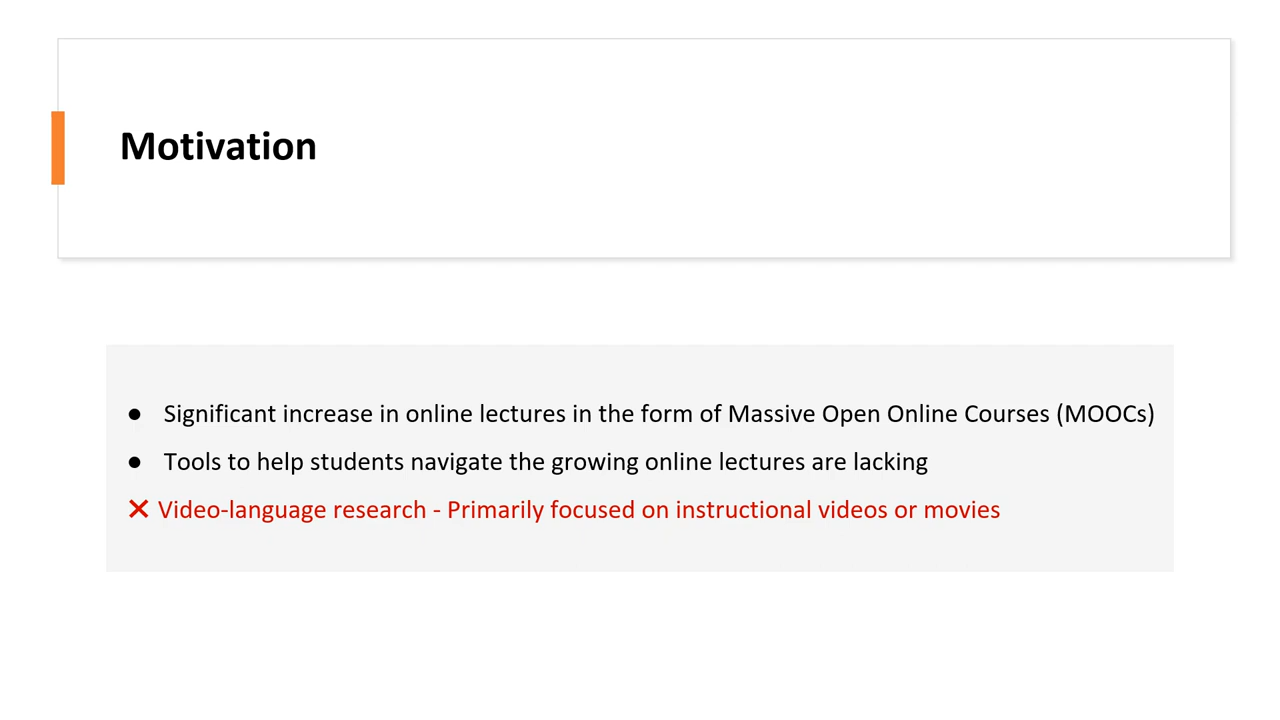 Motivation
● Significant increase in online lectures in the form of Massive Open Online Courses (MOOCs)
● Tools to help students navigate the growing online lectures are lacking
❌ Video-language research - Primarily focused on instructional videos or movies